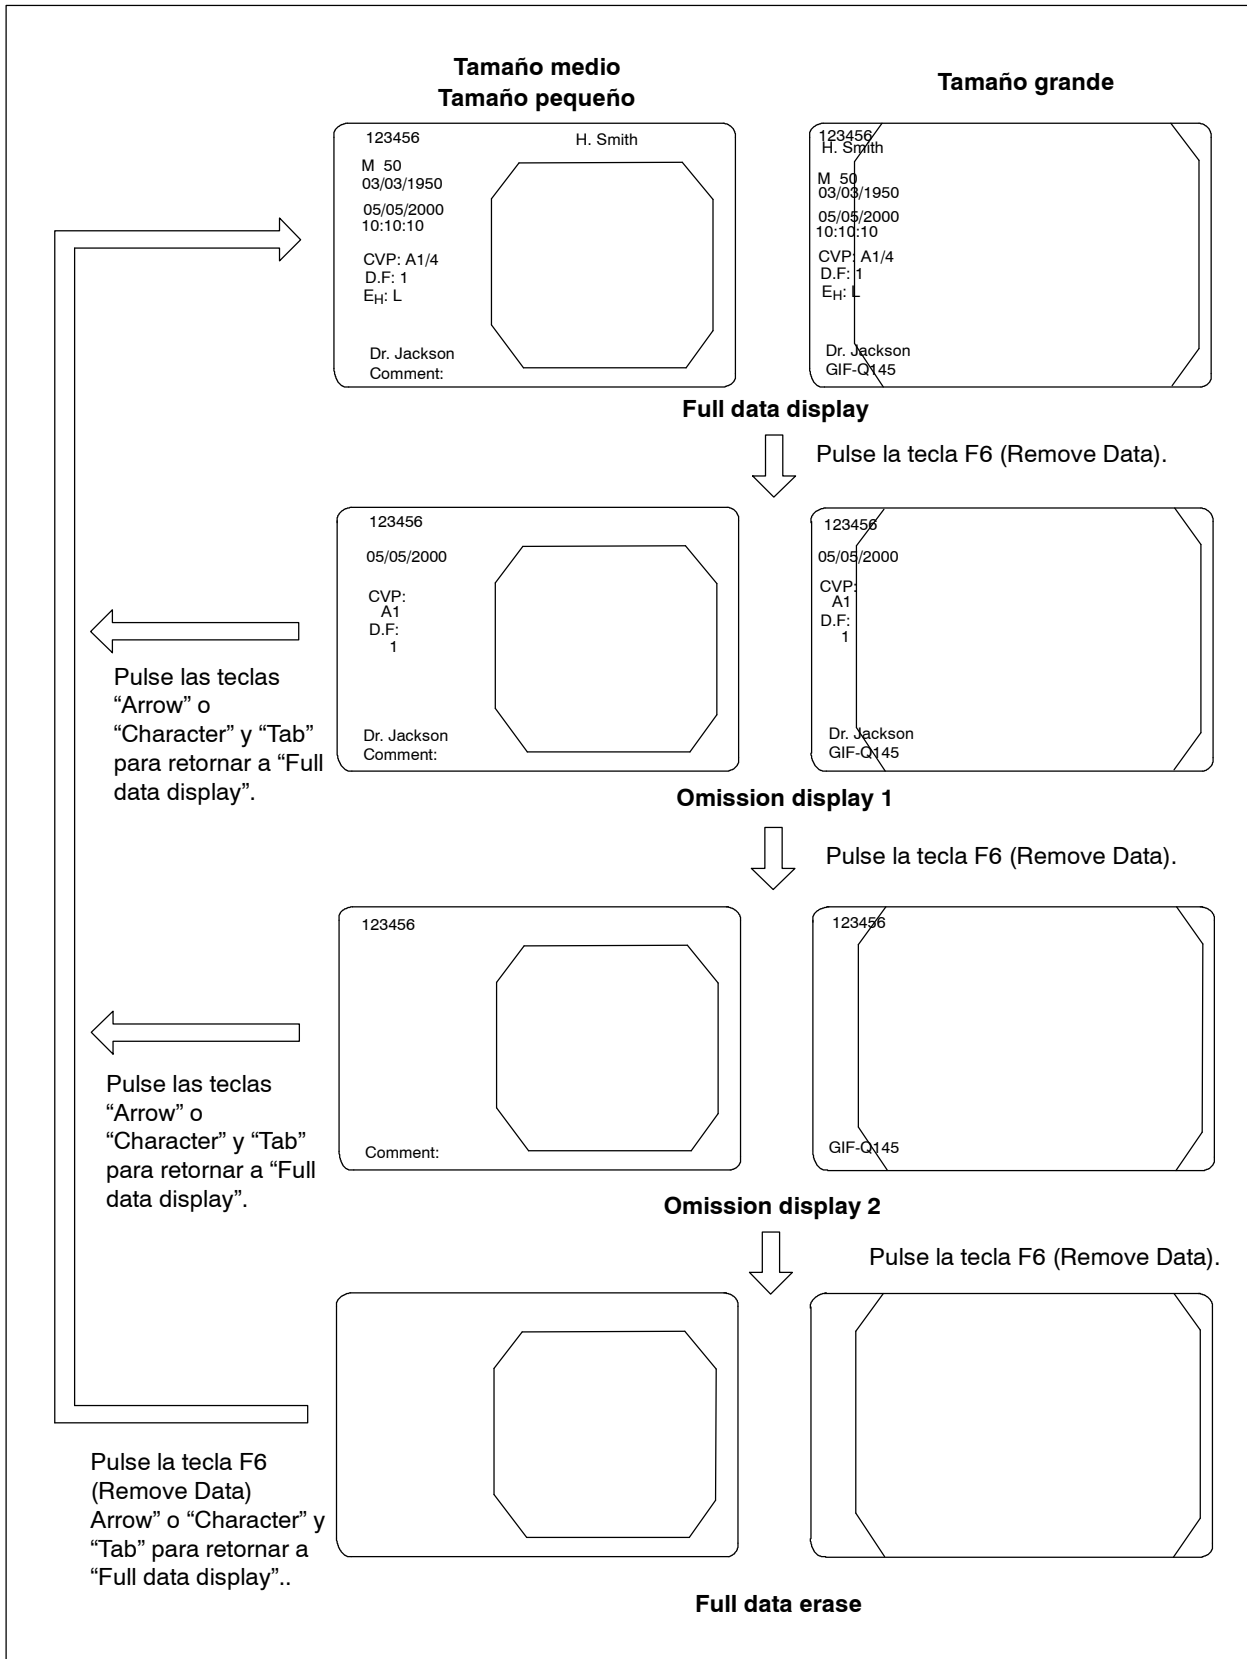 Tamaño medio
Tamaño pequeño
Tamaño grande
123456
H. Smith
M 50
03/03/1950
05/05/2000
10:10:10
CVP: A1/4
D.F: 1
EH: L
Dr. Jackson
Comment:
123456
H. Smith
M 50
03/03/1950
05/05/2000
10:10:10
CVP: A1/4
D.F: 1
EH: L
Dr. Jackson
GIF-Q145
Full data display
Pulse la tecla F6 (Remove Data).
123456
05/05/2000
CVP:
A1
D.F:
1
Dr. Jackson
Comment:
123456
05/05/2000
CVP:
A1
D.F:
1
Dr. Jackson
GIF-Q145
Pulse las teclas
“Arrow” o
“Character” y “Tab”
para retornar a “Full
data display”.
Omission display 1
Pulse la tecla F6 (Remove Data).
123456
Comment:
123456
GIF-Q145
Pulse las teclas
“Arrow” o
“Character” y “Tab”
para retornar a “Full
data display”.
Omission display 2
Pulse la tecla F6 (Remove Data).
Pulse la tecla F6
(Remove Data)
Arrow” o “Character” y
“Tab” para retornar a
“Full data display”..
Full data erase